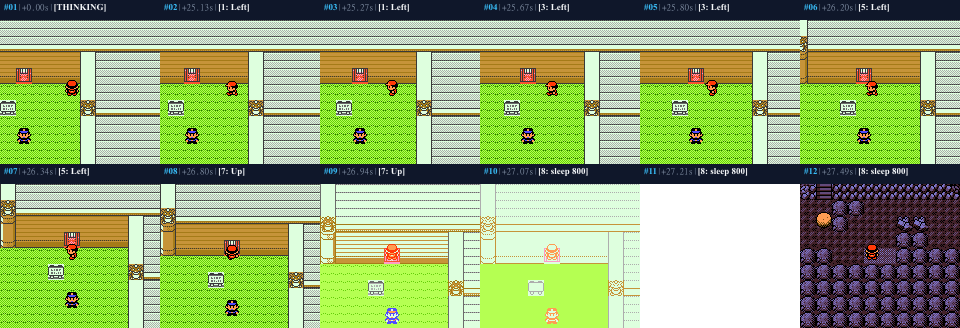 #01 | +0.00s | [THINKING]
#02 | +25.13s | [1: Left]
#03 | +25.27s | [1: Left]
#04 | +25.67s | [3: Left]
#05 | +25.80s | [3: Left]
#06 | +26.20s | [5: Left]
#07 | +26.34s | [5: Left]
#08 | +26.80s | [7: Up]
#09 | +26.94s | [7: Up]
#10 | +27.07s | [8: sleep 800]
#11 | +27.21s | [8: sleep 800]
#12 | +27.49s | [8: sleep 800]